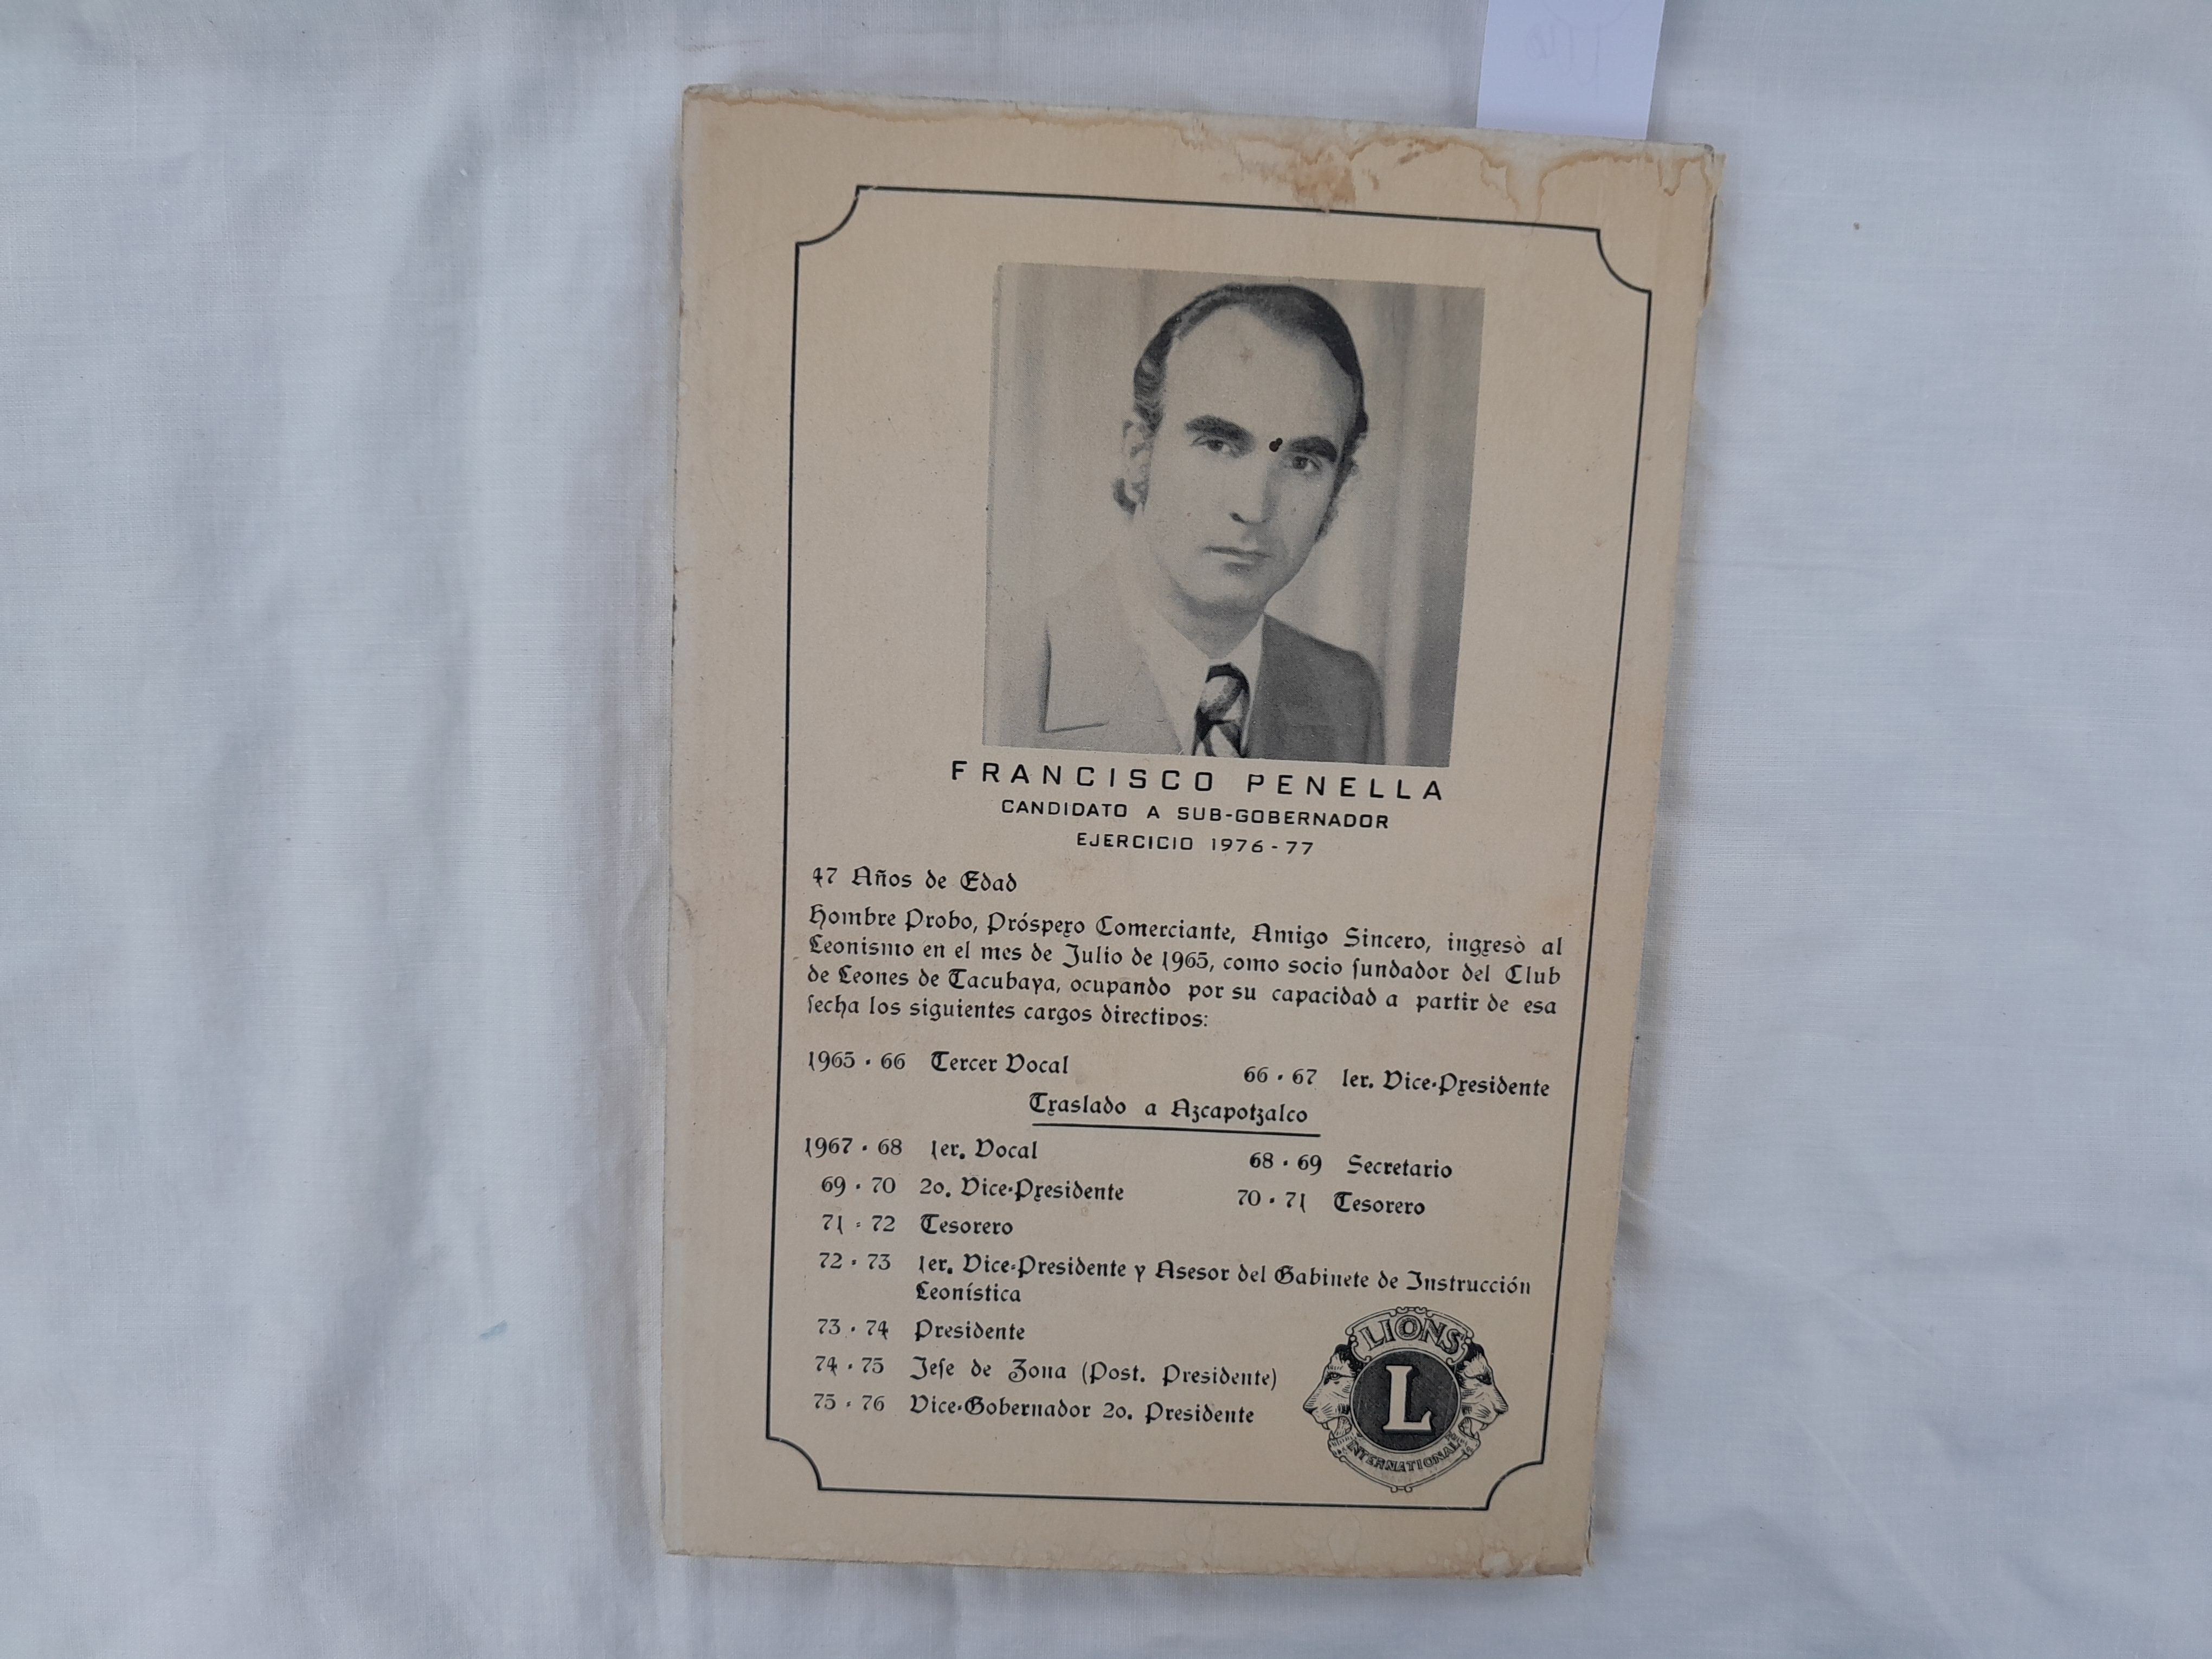 FRANCISCO PENELLA
CANDIDATO A SUB-GOBERNADOR
EJERCICIO 1976-77
47 Años de Edad
Hombre Probo, Próspero Comerciante, Amigo Sincero, ingresò al
Leonismo en el mes de Julio de 1965, como socio fundador del Club
de Leones de Tacubaya, ocupando por su capacidad a partir de esa
fecha los siguientes cargos directivos:
1965 - 66 Tercer Vocal 66 - 67 1er. Vice-Presidente
Traslado a Azcapotzalco
1967 - 68 1er. Vocal 68 - 69 Secretario
69 - 70 2o. Vice-Presidente 70 - 71 Tesorero
71 - 72 Tesorero
72 - 73 1er. Vice-Presidente y Asesor del Gabinete de Instrucción
Leonística
73 - 74 Presidente
74 - 75 Jefe de Zona (Post. Presidente)
75 - 76 Vice-Gobernador 2o. Presidente
LIONS
L
INTERNATIONAL